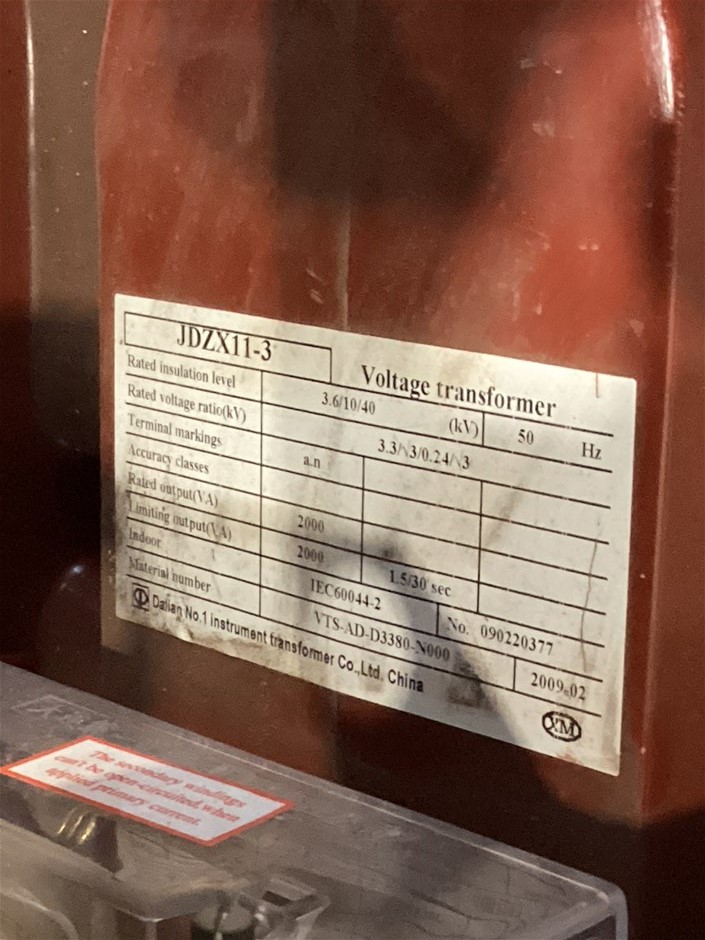 JDZX11-3
Voltage transformer
Rated insulation level 3.6/10/40 (kV) 50 Hz
Rated voltage ratio(kV) 3.3/√3/0.24/√3
Terminal markings a.n
Accuracy classes
Rated output(VA) 2000
Limiting output(VA) 2000 1.5/30 sec
Indoor IEC60044-2 No. 090220377
Material number VTS-AD-D3380-N000 2009-02
Dalian No.1 instrument transformer Co.,Ltd. China
XM
The secondary windings
can't be open-circuited when
applied primary current.